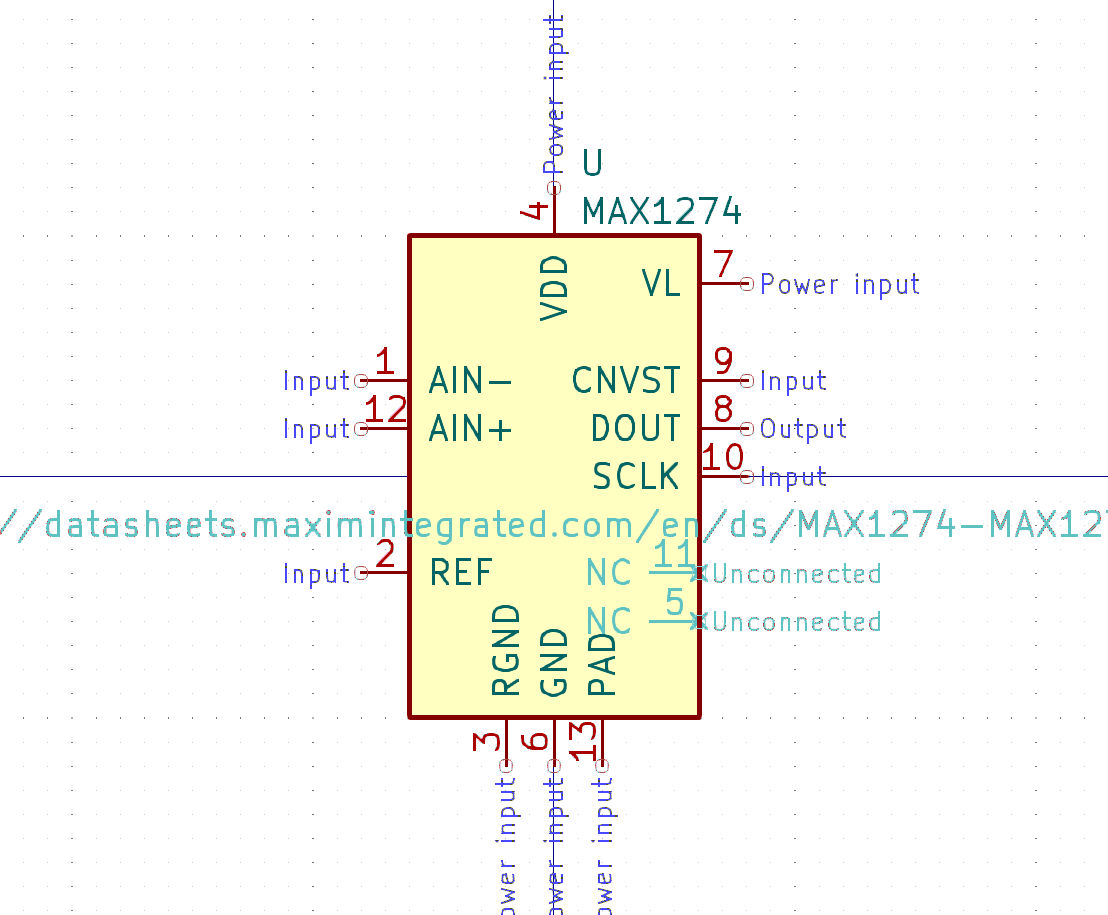 Power input
U
4
MAX1274
VDD
VL
7
Power input
Input
1
AIN-
CNVST
9
Input
Input
12
AIN+
DOUT
8
Output
SCLK
10
Input
//datasheets.maximintegrated.com/en/ds/MAX1274-MAX127
Input
2
REF
NC
11
Unconnected
NC
5
Unconnected
RGND
GND
PAD
3
6
13
ower input
ower input
ower input